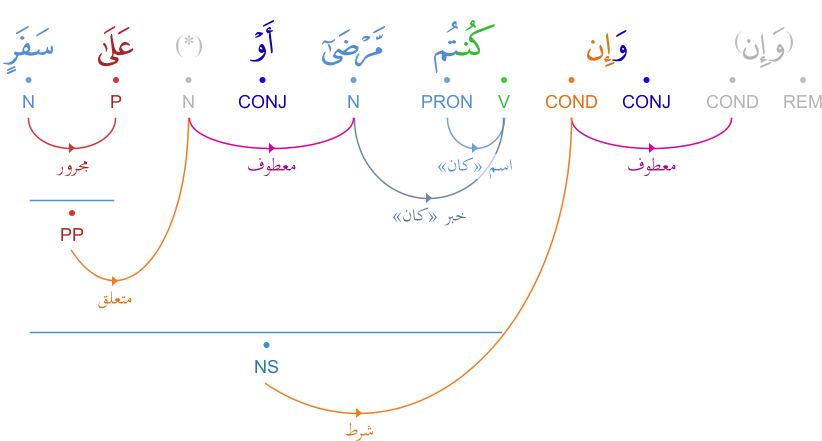 (وَإِن) وَإِن كُنتُم مَّرْضَىٰٓ أَوْ (*) عَلَىٰ سَفَرٍ
REM COND CONJ COND V PRON N CONJ N P N
معطوف اسم «كان» معطوف مجرور
خبر «كان»
PP
متعلق
NS
شرط